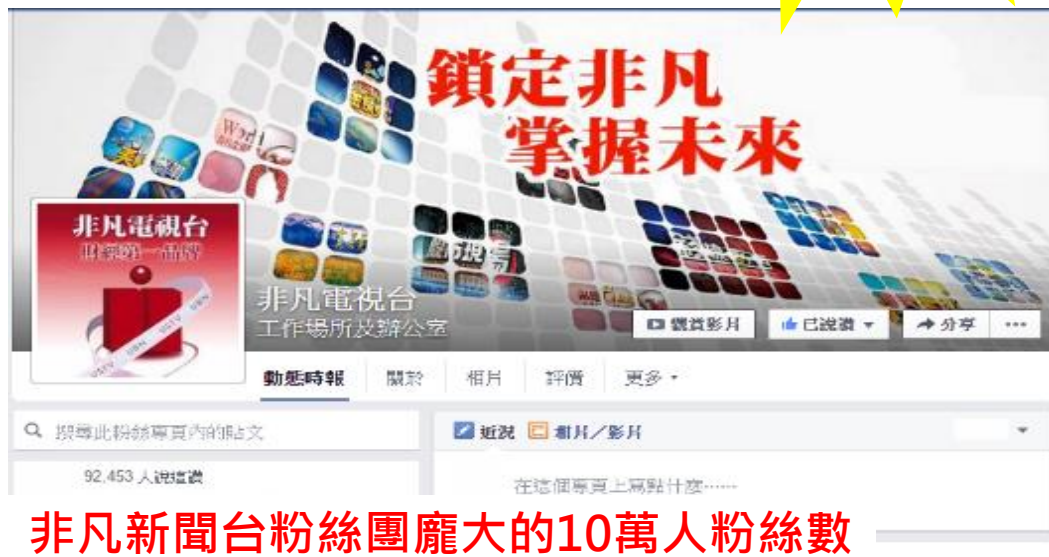 鎖定非凡
掌握未來
World
非凡電視台
財經第一品牌
USTV USBN USTV
非凡電視台
工作場所及辦公室
觀賞影片
已說讚
分享
動態時報
關於
相片
評價
更多
搜尋此粉絲專頁內的貼文
近況
相片／影片
92,453 人說這讚
在這個專頁上寫點什麼……
非凡新聞台粉絲團龐大的10萬人粉絲數